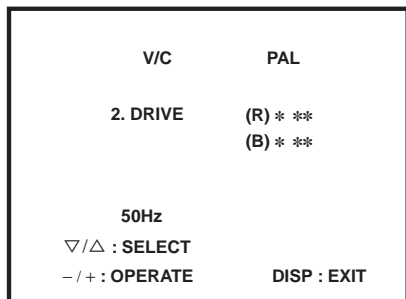 V/C PAL
2. DRIVE (R) * **
(B) * **
50Hz
▽/△ : SELECT
– / + : OPERATE DISP : EXIT